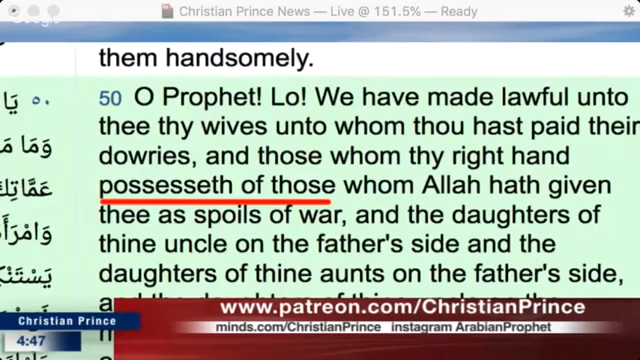 Christian Prince News — Live @ 151.5% — Ready
them handsomely.
50 O Prophet! Lo! We have made lawful unto
thee thy wives unto whom thou hast paid their
dowries, and those whom thy right hand
possesseth of those whom Allah hath given
thee as spoils of war, and the daughters of
thine uncle on the father's side and the
daughters of thine aunts on the father's side,
٥٠ يَا
وَمَا
عَمَّاتِكَ
وَامْرَأَ
www.patreon.com/ChristianPrince
Christian Prince
minds.com/ChristianPrince instagram ArabianProphet
4:47